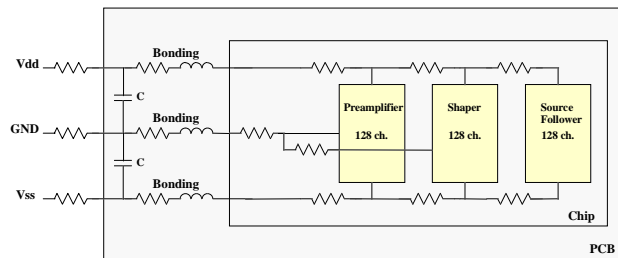 Bonding
Vdd
C
Bonding
GND
C
Bonding
Vss
Preamplifier
128 ch.
Shaper
128 ch.
Source
Follower
128 ch.
Chip
PCB